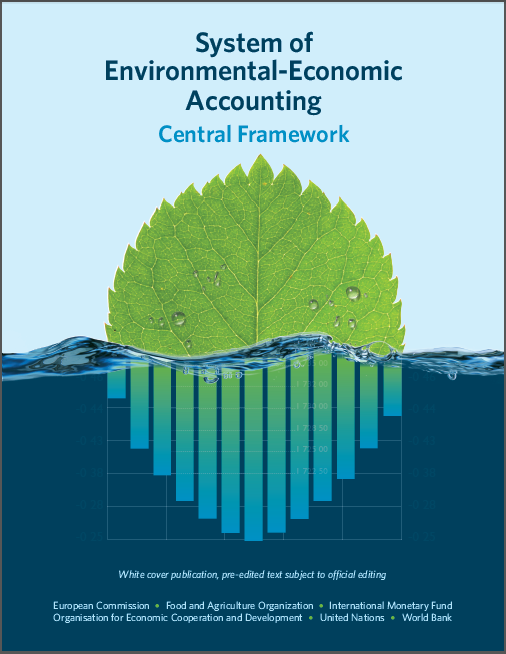 System of
Environmental-Economic
Accounting
Central Framework
White cover publication, pre-edited text subject to official editing
European Commission • Food and Agriculture Organization • International Monetary Fund
Organisation for Economic Cooperation and Development • United Nations • World Bank